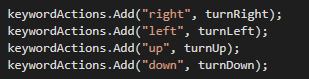 keywordActions.Add("right", turnRight);
keywordActions.Add("left", turnLeft);
keywordActions.Add("up", turnUp);
keywordActions.Add("down", turnDown);